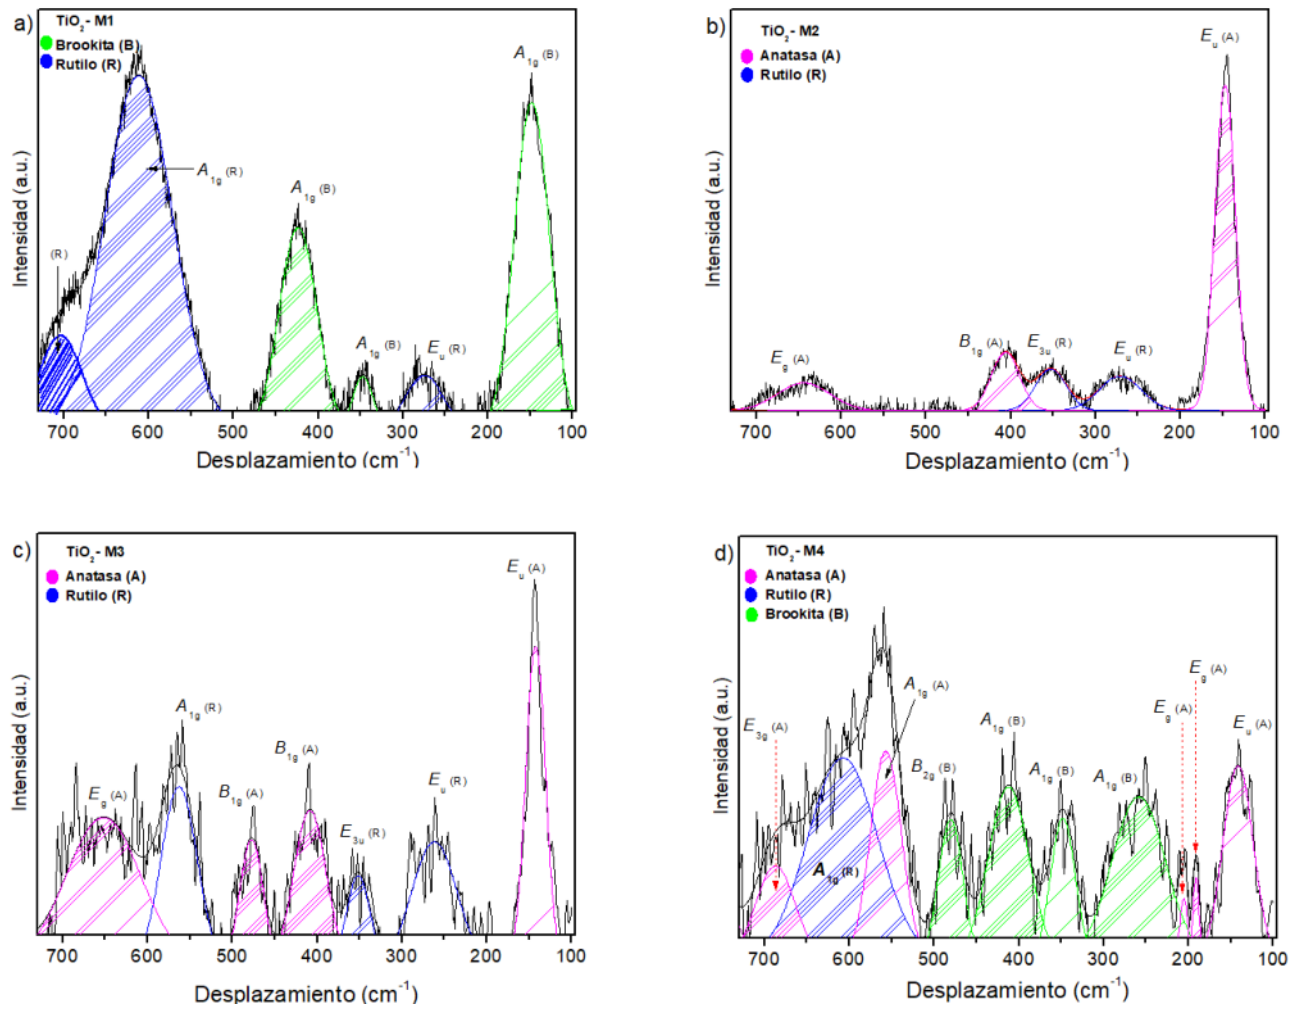 a)
TiO2- M1
Brookita (B)
Rutilo (R)
A1g (B)
A1g (R)
A1g (B)
(R)
A1g (B)
Eu (R)
Intensidad (a.u.)
700 600 500 400 300 200 100
Desplazamiento (cm-1)
b)
TiO2- M2
Anatasa (A)
Rutilo (R)
Eu (A)
B1g (A)
E3u (R)
Eu (R)
Eg (A)
Intensidad (a.u.)
700 600 500 400 300 200 100
Desplazamiento (cm-1)
c)
TiO2- M3
Anatasa (A)
Rutilo (R)
Eu (A)
A1g (R)
B1g (A)
Eg (A)
B1g (A)
Eu (R)
E3u (R)
Intensidad (a.u.)
700 600 500 400 300 200 100
Desplazamiento (cm-1)
d)
TiO2- M4
Anatasa (A)
Rutilo (R)
Brookita (B)
Eg (A)
A1g (A)
Eg (A)
E3g (A)
A1g (B)
Eu (A)
B2g (B)
A1g (B)
A1g (B)
A1g (R)
Intensidad (a.u.)
700 600 500 400 300 200 100
Desplazamiento (cm-1)